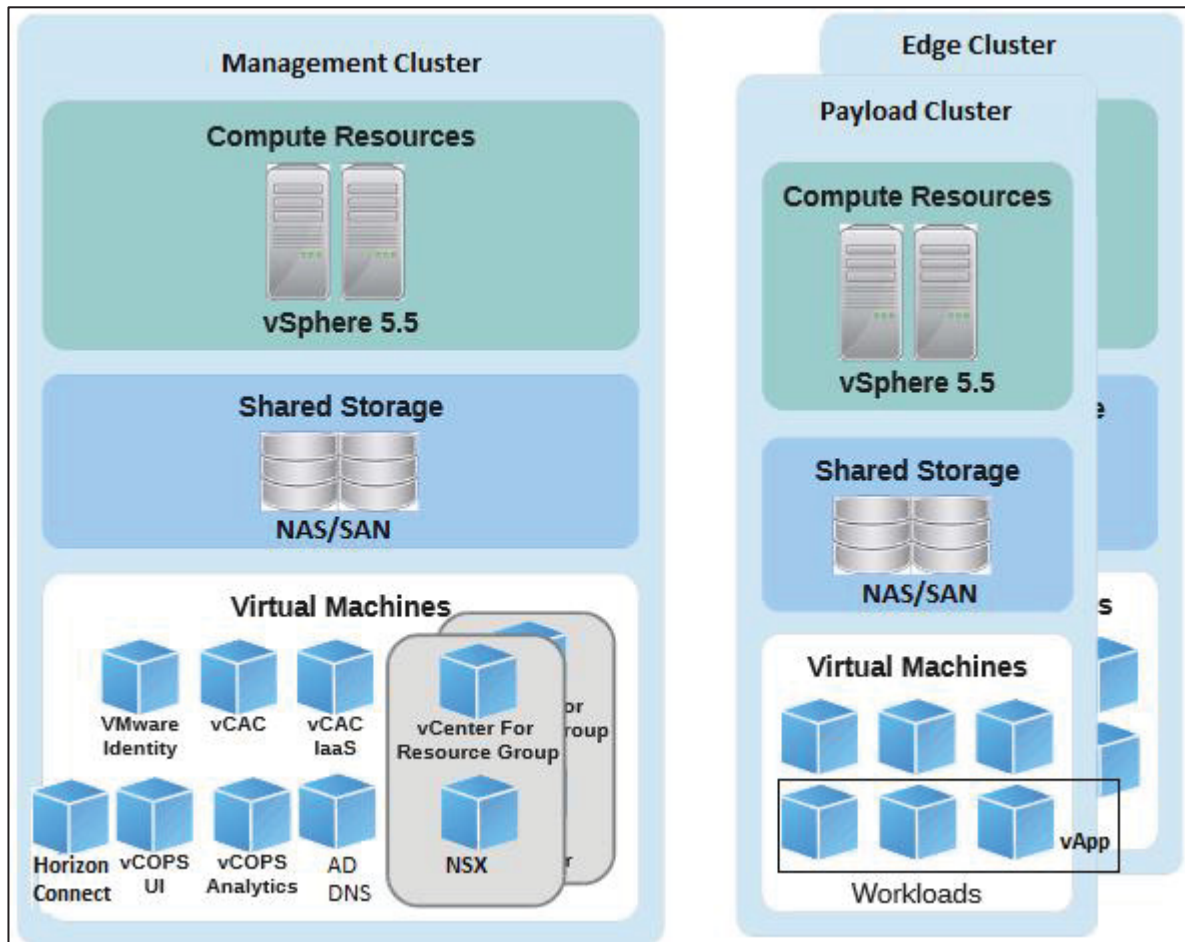 Management Cluster
Compute Resources
vSphere 5.5
Shared Storage
NAS/SAN
Virtual Machines
VMware
Identity
vCAC
vCAC
IaaS
vCenter For
Resource Group
or
roup
Horizon
Connect
vCOPS
UI
vCOPS
Analytics
AD
DNS
NSX
r
Edge Cluster
e
s
Payload Cluster
Compute Resources
vSphere 5.5
Shared Storage
NAS/SAN
Virtual Machines
vApp
Workloads